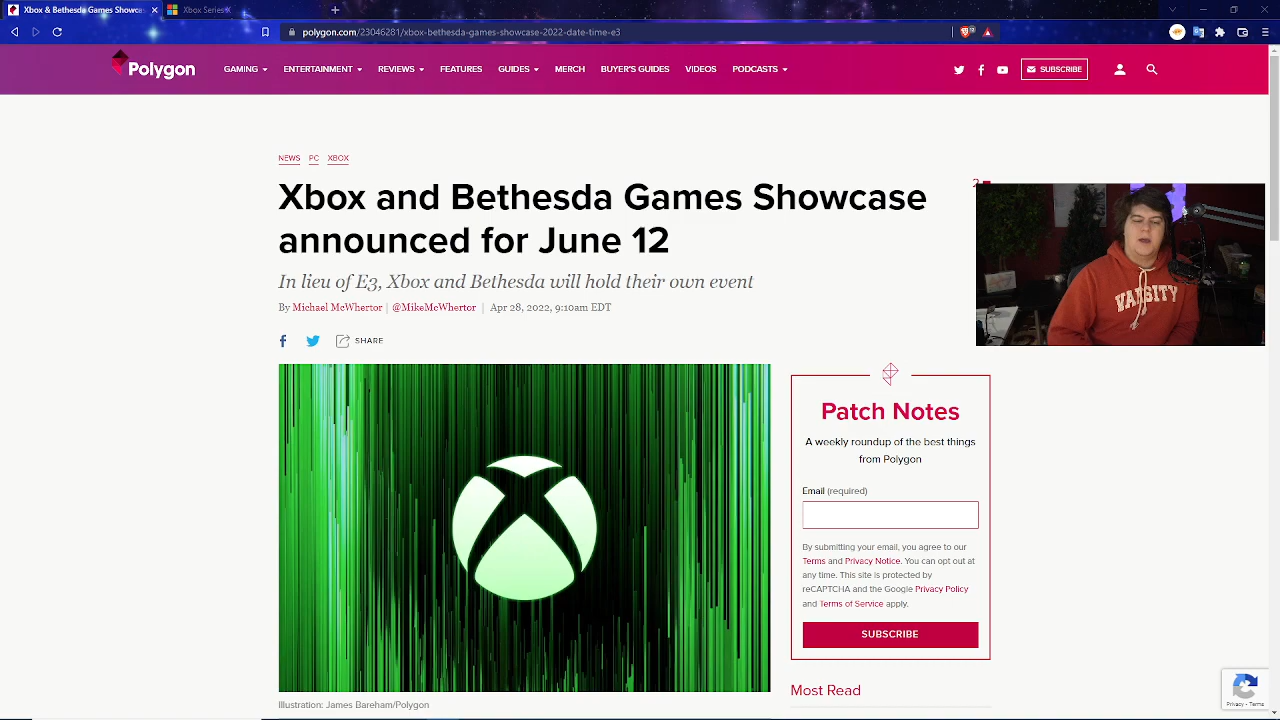 Xbox & Bethesda Games Showcas
Xbox Series X
polygon.com/23046281/xbox-bethesda-games-showcase-2022-date-time-e3
Polygon
GAMING
ENTERTAINMENT
REVIEWS
FEATURES
GUIDES
MERCH
BUYER'S GUIDES
VIDEOS
PODCASTS
SUBSCRIBE
NEWS PC XBOX
Xbox and Bethesda Games Showcase
announced for June 12
In lieu of E3, Xbox and Bethesda will hold their own event
By Michael McWhertor | @MikeMcWhertor | Apr 28, 2022, 9:10am EDT
SHARE
VARSITY
Patch Notes
A weekly roundup of the best things
from Polygon
Email (required)
By submitting your email, you agree to our
Terms and Privacy Notice. You can opt out at
any time. This site is protected by
reCAPTCHA and the Google Privacy Policy
and Terms of Service apply.
SUBSCRIBE
Most Read
Illustration: James Bareham/Polygon
Privacy - Terms